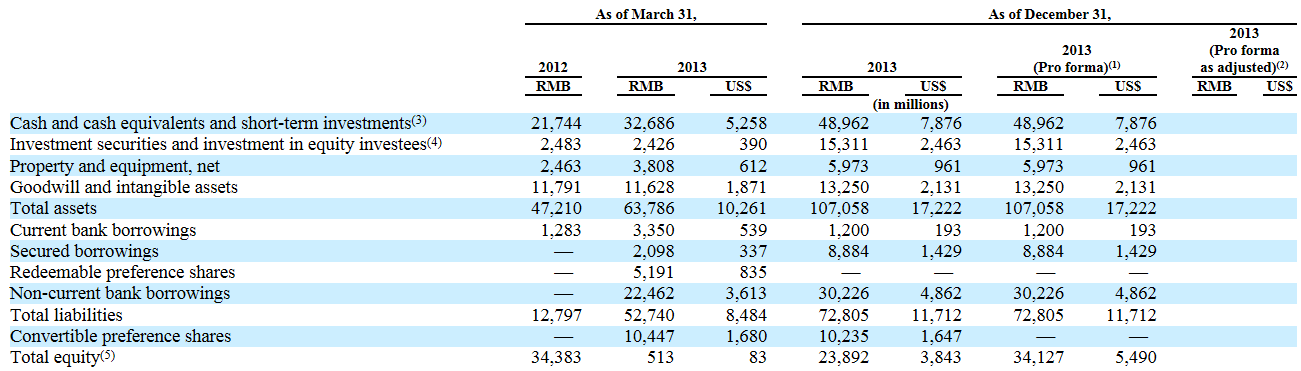 As of March 31, As of December 31,
2013
2013 (Pro forma
2012 2013 2013 (Pro forma)(1) as adjusted)(2)
RMB RMB US$ RMB US$ RMB US$ RMB US$
(in millions)
Cash and cash equivalents and short-term investments(3) 21,744 32,686 5,258 48,962 7,876 48,962 7,876
Investment securities and investment in equity investees(4) 2,483 2,426 390 15,311 2,463 15,311 2,463
Property and equipment, net 2,463 3,808 612 5,973 961 5,973 961
Goodwill and intangible assets 11,791 11,628 1,871 13,250 2,131 13,250 2,131
Total assets 47,210 63,786 10,261 107,058 17,222 107,058 17,222
Current bank borrowings 1,283 3,350 539 1,200 193 1,200 193
Secured borrowings — 2,098 337 8,884 1,429 8,884 1,429
Redeemable preference shares — 5,191 835 — — — —
Non-current bank borrowings — 22,462 3,613 30,226 4,862 30,226 4,862
Total liabilities 12,797 52,740 8,484 72,805 11,712 72,805 11,712
Convertible preference shares — 10,447 1,680 10,235 1,647 — —
Total equity(5) 34,383 513 83 23,892 3,843 34,127 5,490